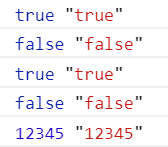 true "true"
false "false"
true "true"
false "false"
12345 "12345"